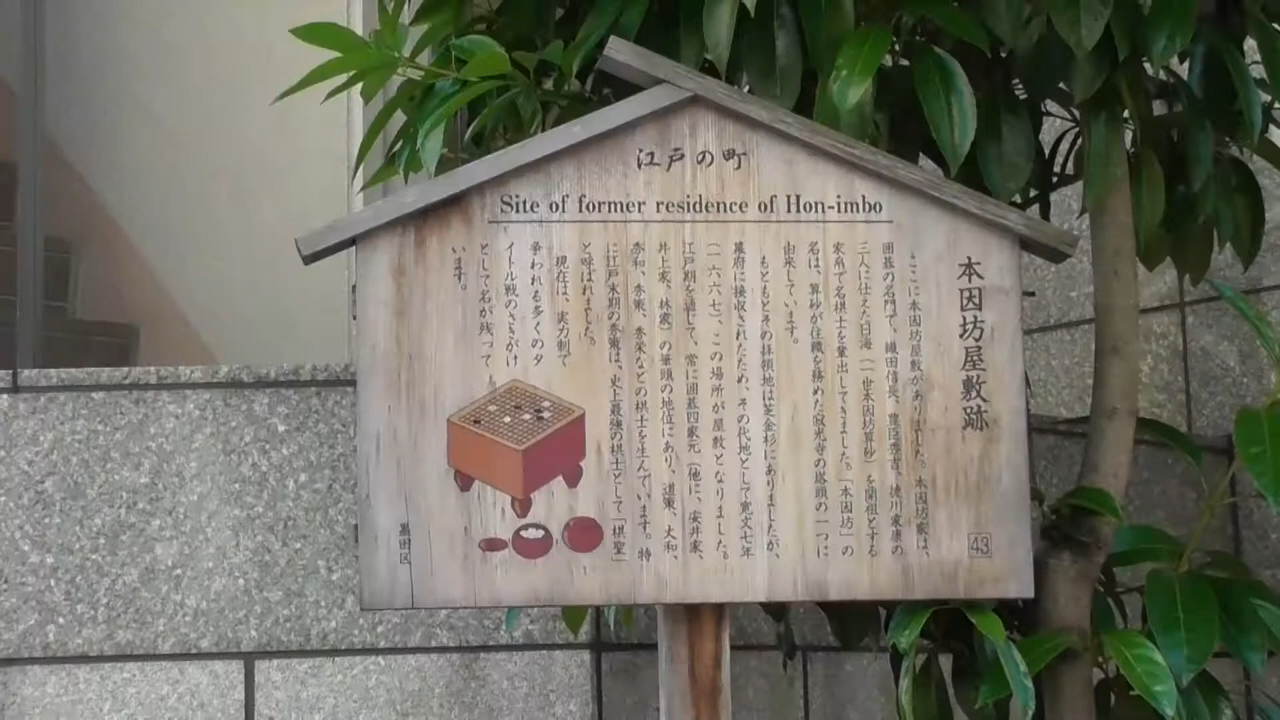 江戸の町
Site of former residence of Hon-imbo
本因坊屋敷跡
ここに本因坊屋敷がありました。本因坊家は、
囲碁の名門で、織田信長、豊臣秀吉、徳川家康の
三人に仕えた日海（一世本因坊算砂）を開祖とする
家系で名棋士を輩出してきました。「本因坊」の
名は、算砂が住職を務めた寂光寺の塔頭の一つに
由来しています。
もともとその拝領地は芝金杉にありましたが、
幕府に接収されたため、その代地として寛文七年
（一六六七）、この場所が屋敷となりました。
江戸期を通じて、常に囲碁四家元（他に、安井家、
井上家、林家）の筆頭の地位にあり、道策、丈和、
秀和、秀策、秀栄などの棋士を生んでいます。特
に江戸末期の秀策は、史上最強の棋士として「棋聖」
と呼ばれました。
現在は、実力制で
争われる多くのタ
イトル戦のさきがけ
として名が残って
います。
43
墨田区